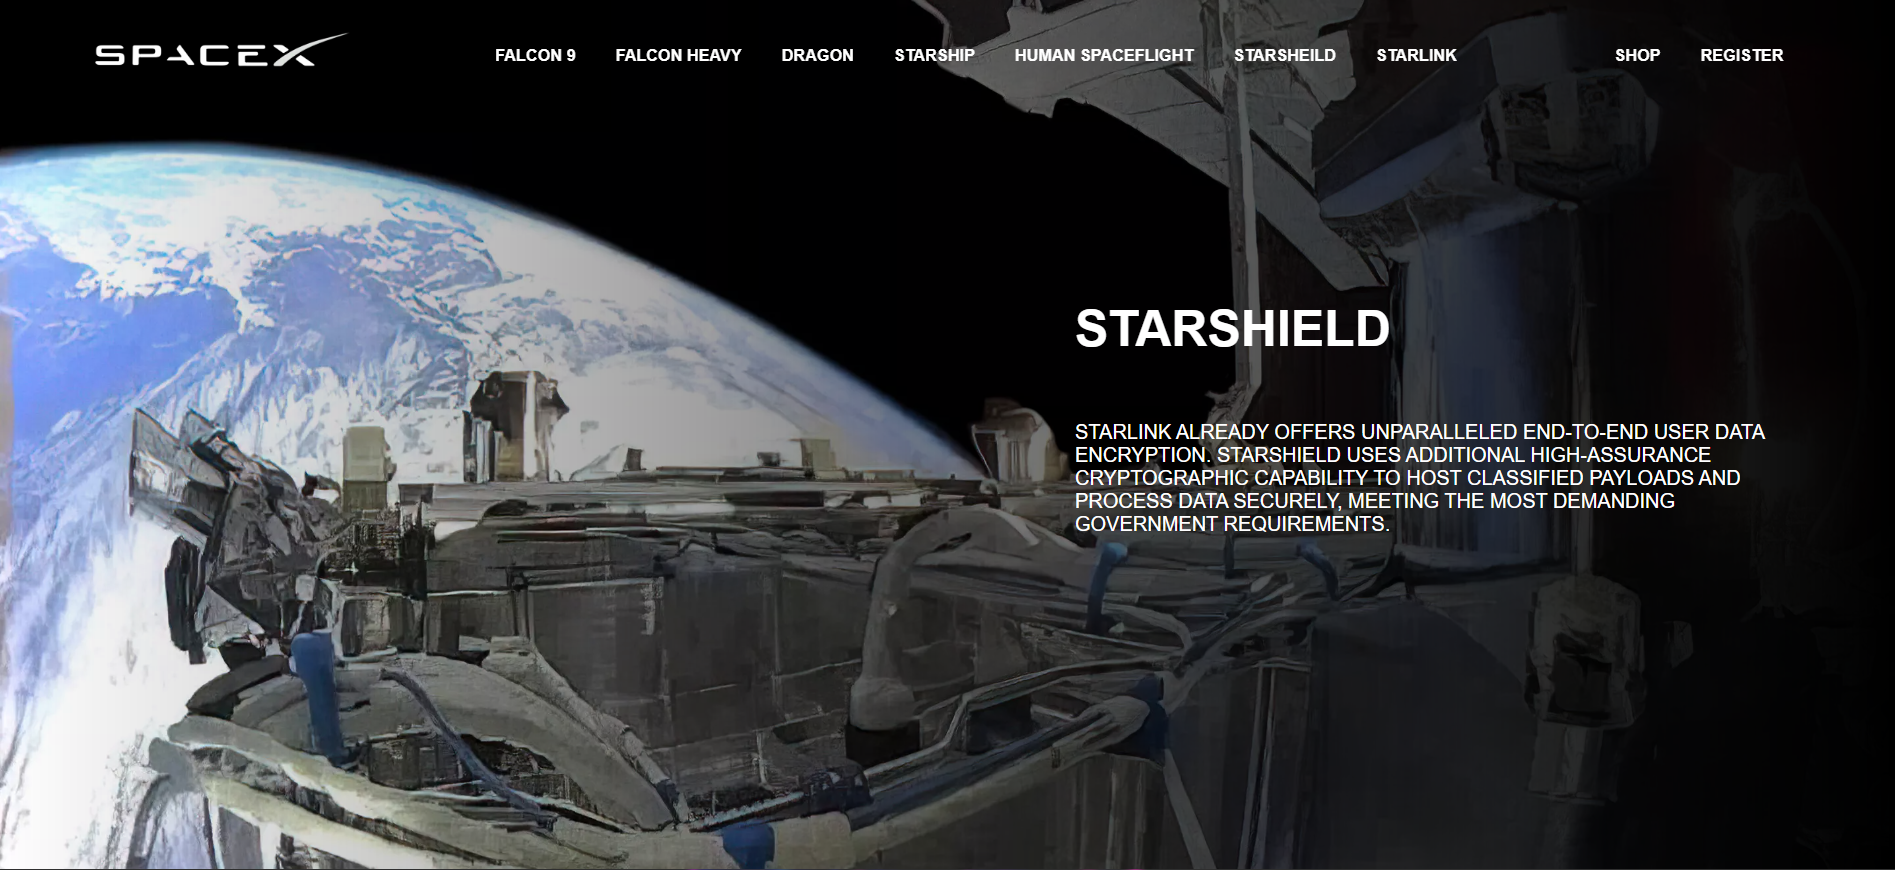 SPACEX
FALCON 9
FALCON HEAVY
DRAGON
STARSHIP
HUMAN SPACEFLIGHT
STARSHEILD
STARLINK
SHOP
REGISTER
STARSHIELD
STARLINK ALREADY OFFERS UNPARALLELED END-TO-END USER DATA
ENCRYPTION. STARSHIELD USES ADDITIONAL HIGH-ASSURANCE
CRYPTOGRAPHIC CAPABILITY TO HOST CLASSIFIED PAYLOADS AND
PROCESS DATA SECURELY, MEETING THE MOST DEMANDING
GOVERNMENT REQUIREMENTS.